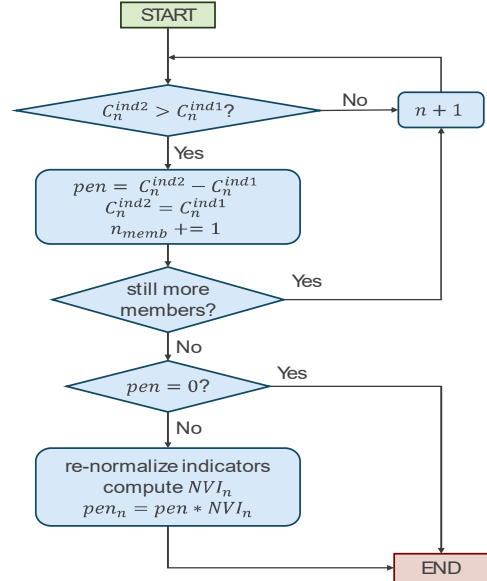 START
$C_n^{ind2} > C_n^{ind1}$?
No
$n + 1$
Yes
$pen = C_n^{ind2} - C_n^{ind1}$
$C_n^{ind2} = C_n^{ind1}$
$n_{memb}$ += 1
still more
members?
Yes
No
$pen = 0$?
Yes
No
re-normalize indicators
compute $NVI_n$
$pen_n = pen * NVI_n$
END